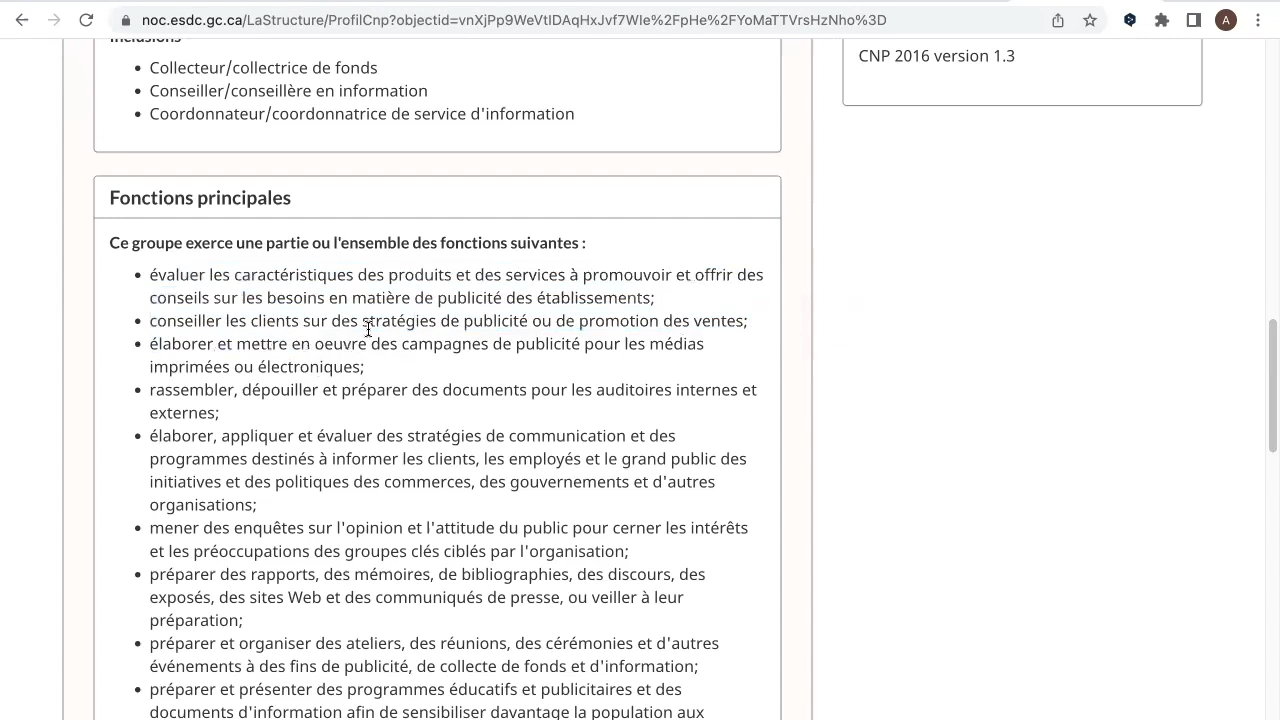 noc.esdc.gc.ca/LaStructure/ProfilCnp?objectid=vnXjPp9WeVtIDAqHxJvf7Wle%2FpHe%2FYoMaTTVrsHzNho%3D
A
Inclusions
• Collecteur/collectrice de fonds
• Conseiller/conseillère en information
• Coordonnateur/coordonnatrice de service d'information
CNP 2016 version 1.3
Fonctions principales
Ce groupe exerce une partie ou l'ensemble des fonctions suivantes :
• évaluer les caractéristiques des produits et des services à promouvoir et offrir des
conseils sur les besoins en matière de publicité des établissements;
• conseiller les clients sur des stratégies de publicité ou de promotion des ventes;
• élaborer et mettre en oeuvre des campagnes de publicité pour les médias
imprimées ou électroniques;
• rassembler, dépouiller et préparer des documents pour les auditoires internes et
externes;
• élaborer, appliquer et évaluer des stratégies de communication et des
programmes destinés à informer les clients, les employés et le grand public des
initiatives et des politiques des commerces, des gouvernements et d'autres
organisations;
• mener des enquêtes sur l'opinion et l'attitude du public pour cerner les intérêts
et les préoccupations des groupes clés ciblés par l'organisation;
• préparer des rapports, des mémoires, de bibliographies, des discours, des
exposés, des sites Web et des communiqués de presse, ou veiller à leur
préparation;
• préparer et organiser des ateliers, des réunions, des cérémonies et d'autres
événements à des fins de publicité, de collecte de fonds et d'information;
• préparer et présenter des programmes éducatifs et publicitaires et des
documents d'information afin de sensibiliser davantage la population aux